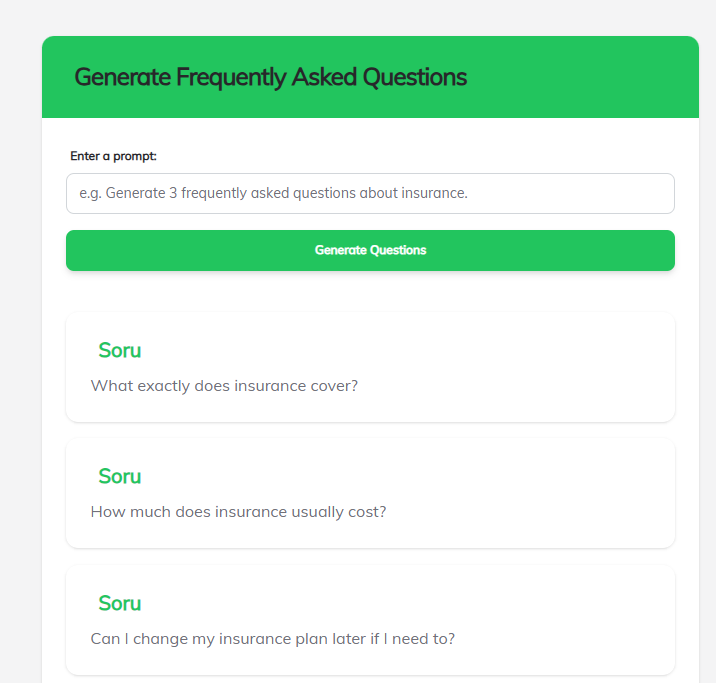 Generate Frequently Asked Questions
Enter a prompt:
e.g. Generate 3 frequently asked questions about insurance.
Generate Questions
Soru
What exactly does insurance cover?
Soru
How much does insurance usually cost?
Soru
Can I change my insurance plan later if I need to?